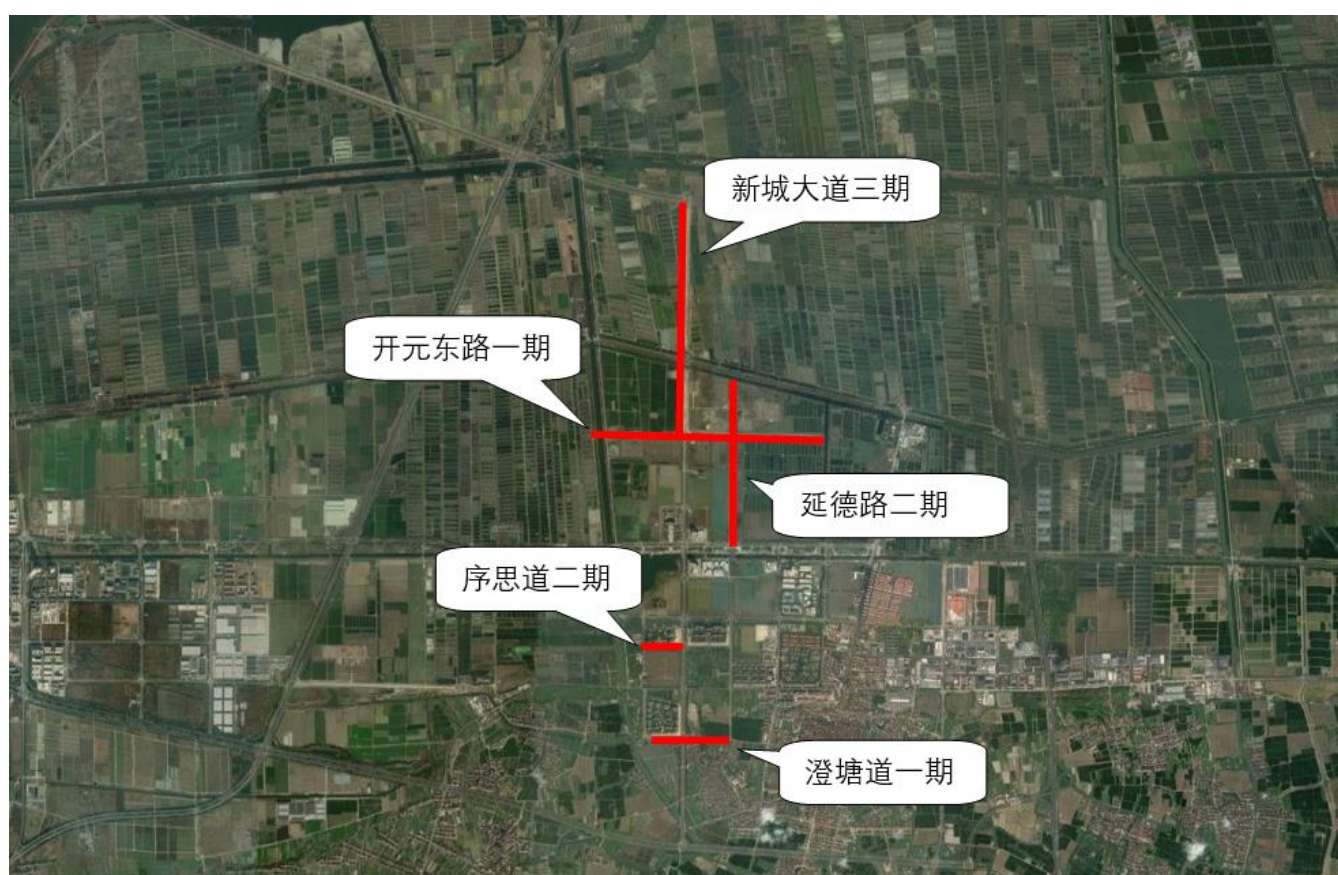 新城大道三期
开元东路一期
延德路二期
序思道二期
澄塘道一期